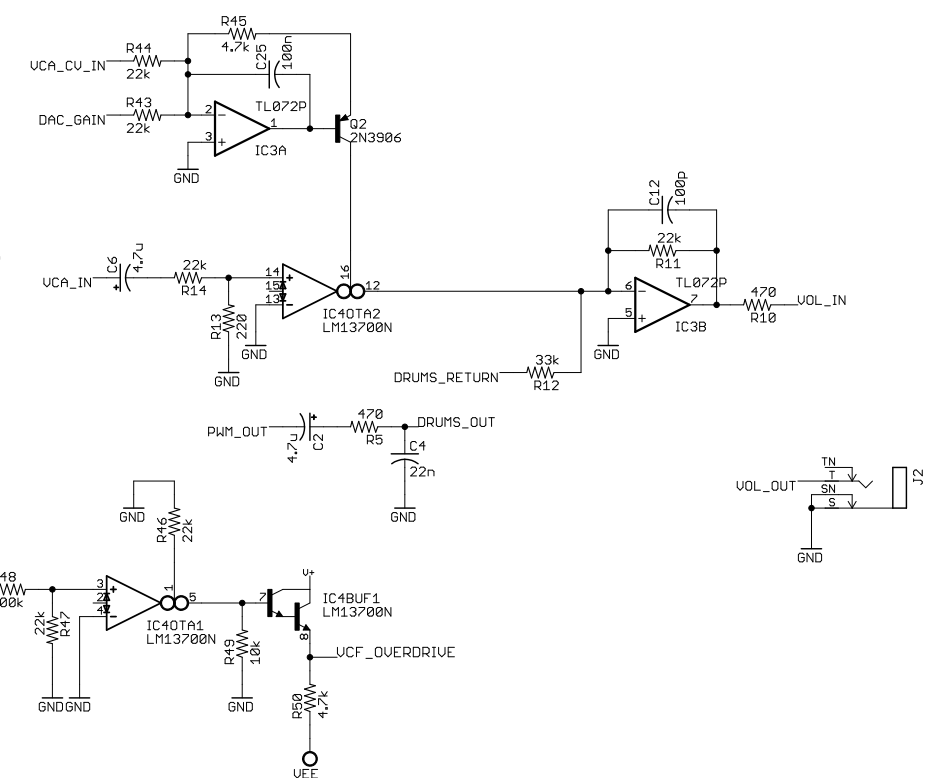 R45
4.7k
C25
100n
R44
VCA_CV_IN
22k
TL072P
R43
DAC_GAIN
22k
2
1
3
Q2
2N3906
IC3A
GND
C12
100p
22k
R11
TL072P
C6
4.7u
VCA_IN
22k
R14
14
15
13
16
12
IC4OTA2
LM13700N
R13
220
GND
GND
6
5
7
IC3B
470
R10
VOL_IN
GND
33k
R12
DRUMS_RETURN
PWM_OUT
4.7u
C2
470
R5
DRUMS_OUT
C4
22n
GND
TN
T
SN
S
VOL_OUT
J2
GND
GND
R46
22k
48
00k
3
2
4
1
5
IC4OTA1
LM13700N
22k
R47
GND
GND
R49
10k
GND
7
8
V+
IC4BUF1
LM13700N
VCF_OVERDRIVE
R50
4.7k
VEE